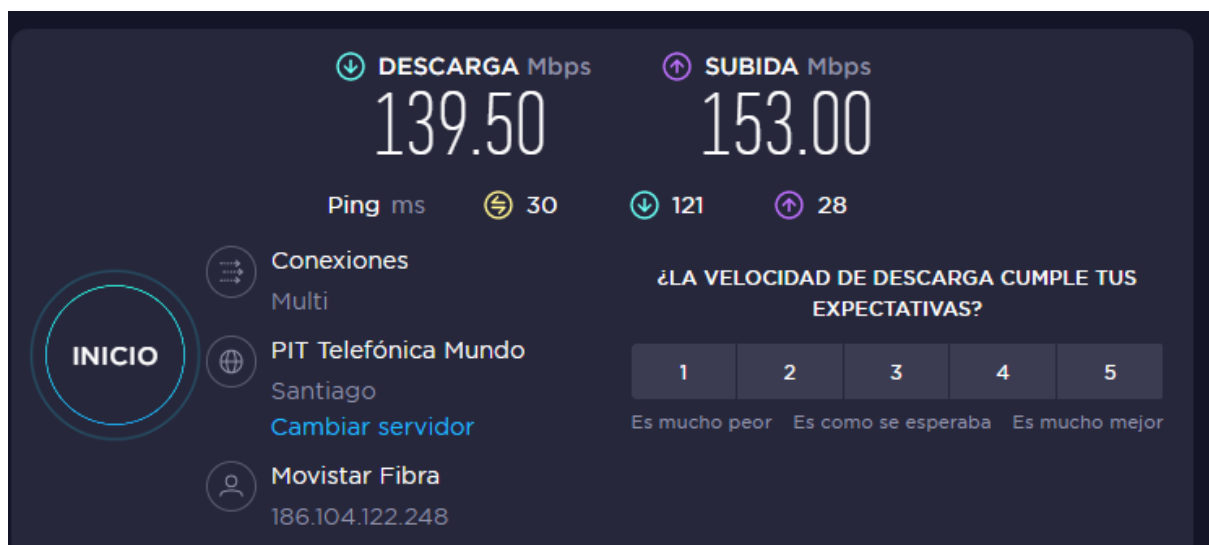 DESCARGA Mbps
139.50
SUBIDA Mbps
153.00
Ping ms 30 121 28
INICIO
Conexiones
Multi
PIT Telefónica Mundo
Santiago
Cambiar servidor
Movistar Fibra
186.104.122.248
¿LA VELOCIDAD DE DESCARGA CUMPLE TUS
EXPECTATIVAS?
1 2 3 4 5
Es mucho peor Es como se esperaba Es mucho mejor